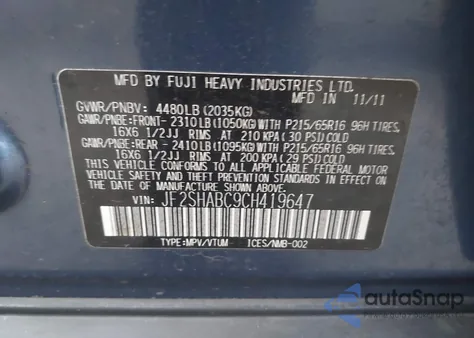 MFD BY FUJI HEAVY INDUSTRIES LTD. 11/11
GVWR/PNBV: 4480LB(2035KG)
GAWR/PNBE:FRONT-2310LB(1050KG)WITH P215/65R16 96H TIRES.
16X6 1/2JJ RIMS AT 210 KPA(30 PSI)COLD
GAWR/PNBE:REAR -2410LB(1095KG)WITH P215/65R16 96H TIRES.
16X6 1/2JJ RIMS AT 200 KPA(29 PSI)COLD
THIS VEHICLE CONFORMS TO ALL APPLICABLE FEDERAL MOTOR
VEHICLE SAFETY AND THEFT PREVENTION STANDARDS IN EFFECT
ON THE DATE OF MANUFACTURE SHOWN ABOVE.
VIN: JF2SHABC9CH419647
TYPE:MPV/VTUM ICES/NMB-002
autoSnap